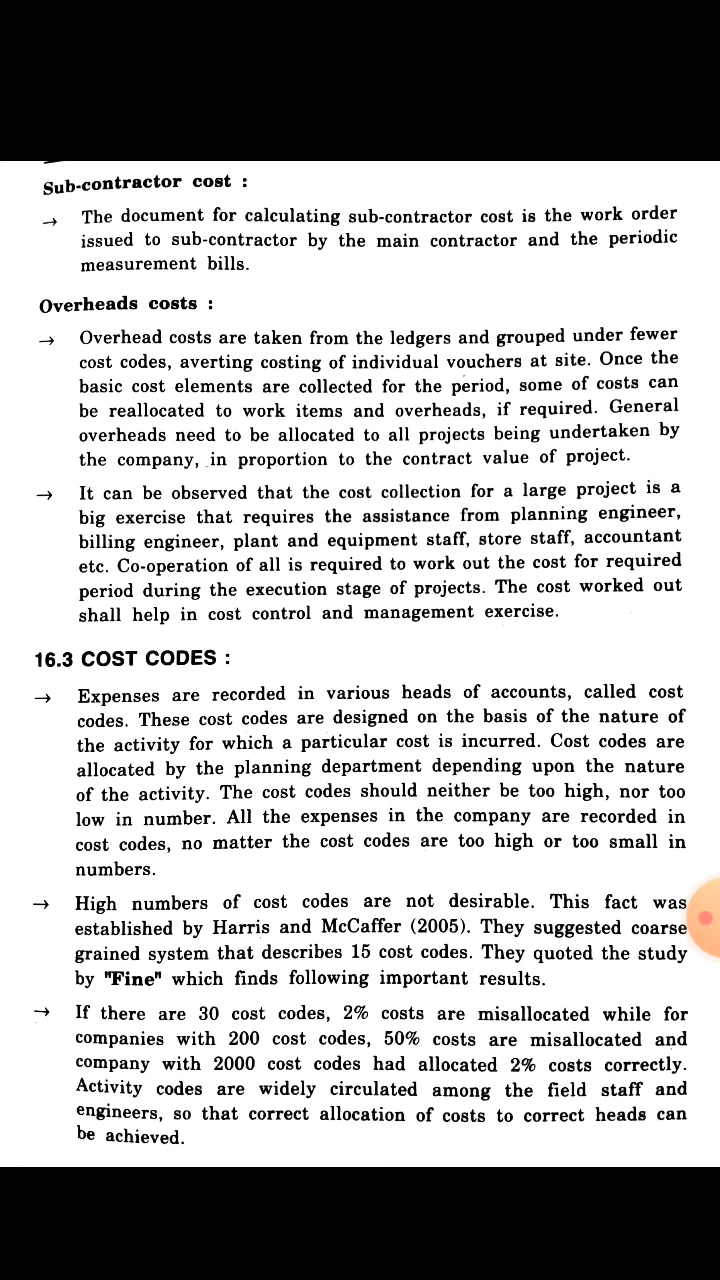 Sub-contractor cost :
→ The document for calculating sub-contractor cost is the work order
issued to sub-contractor by the main contractor and the periodic
measurement bills.
Overheads costs :
→ Overhead costs are taken from the ledgers and grouped under fewer
cost codes, averting costing of individual vouchers at site. Once the
basic cost elements are collected for the period, some of costs can
be reallocated to work items and overheads, if required. General
overheads need to be allocated to all projects being undertaken by
the company, in proportion to the contract value of project.
→ It can be observed that the cost collection for a large project is a
big exercise that requires the assistance from planning engineer,
billing engineer, plant and equipment staff, store staff, accountant
etc. Co-operation of all is required to work out the cost for required
period during the execution stage of projects. The cost worked out
shall help in cost control and management exercise.
16.3 COST CODES :
→ Expenses are recorded in various heads of accounts, called cost
codes. These cost codes are designed on the basis of the nature of
the activity for which a particular cost is incurred. Cost codes are
allocated by the planning department depending upon the nature
of the activity. The cost codes should neither be too high, nor too
low in number. All the expenses in the company are recorded in
cost codes, no matter the cost codes are too high or too small in
numbers.
→ High numbers of cost codes are not desirable. This fact was
established by Harris and McCaffer (2005). They suggested coarse
grained system that describes 15 cost codes. They quoted the study
by "Fine" which finds following important results.
→ If there are 30 cost codes, 2% costs are misallocated while for
companies with 200 cost codes, 50% costs are misallocated and
company with 2000 cost codes had allocated 2% costs correctly.
Activity codes are widely circulated among the field staff and
engineers, so that correct allocation of costs to correct heads can
be achieved.